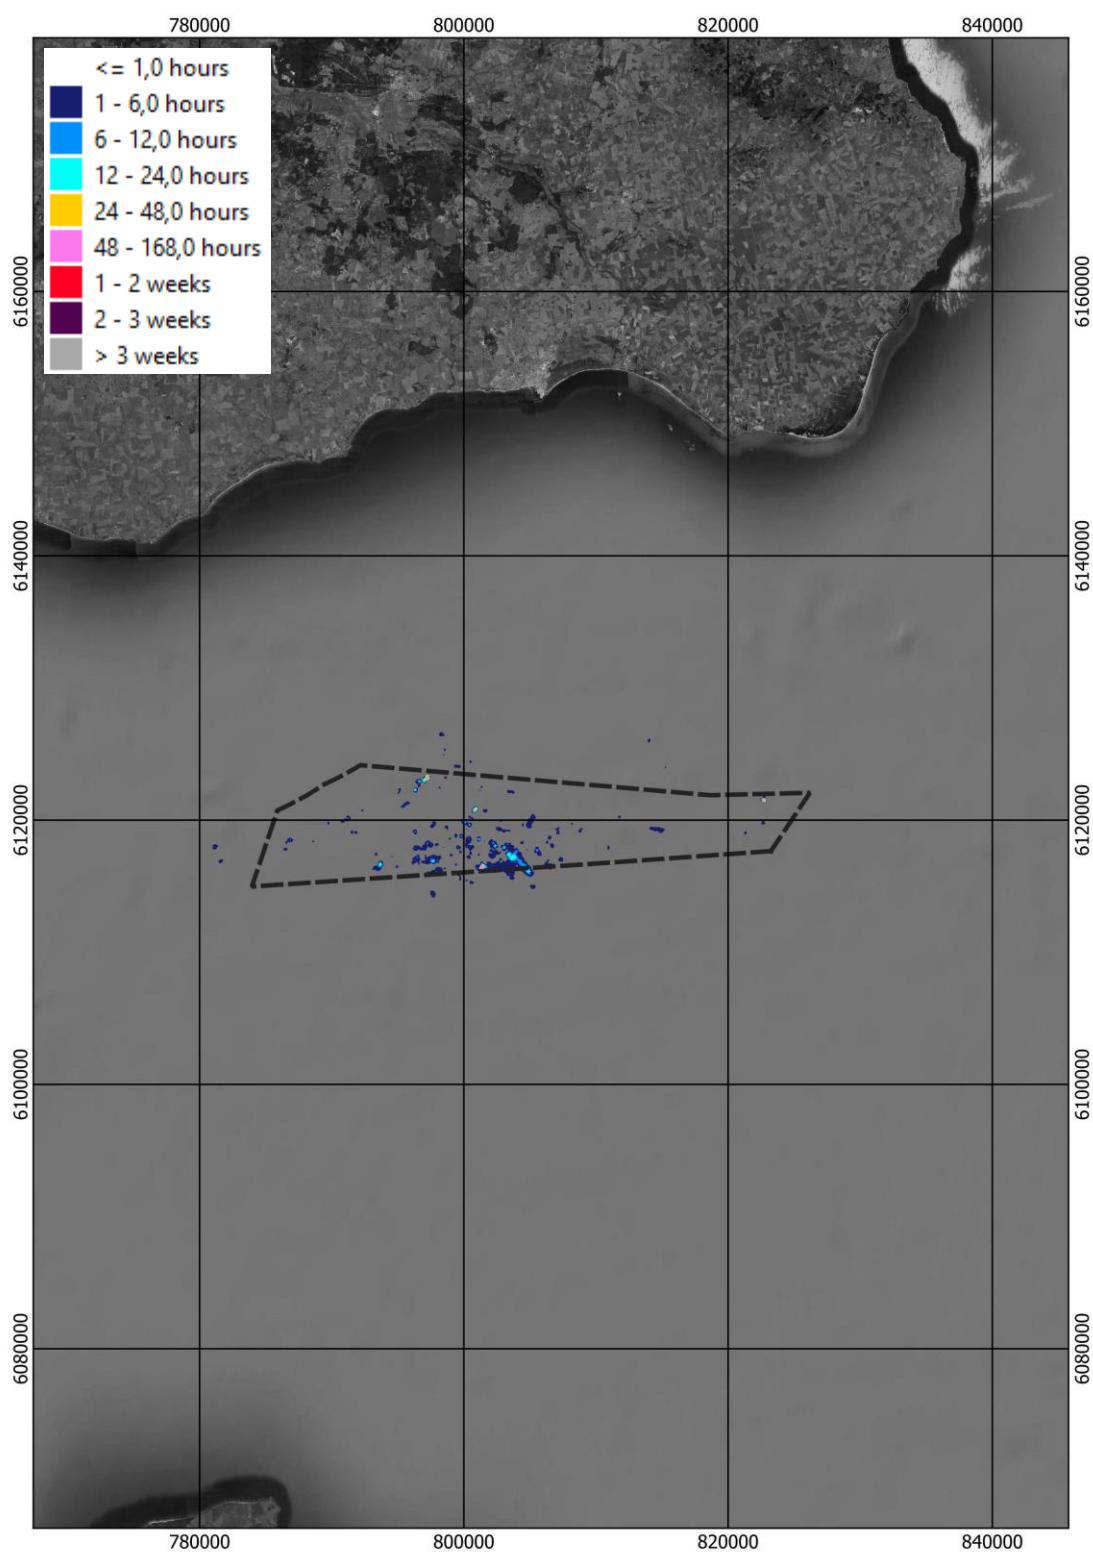 780000 800000 820000 840000
<= 1,0 hours
1 - 6,0 hours
6 - 12,0 hours
12 - 24,0 hours
24 - 48,0 hours
48 - 168,0 hours
1 - 2 weeks
2 - 3 weeks
> 3 weeks
6160000 6160000
6140000 6140000
6120000 6120000
6100000 6100000
6080000 6080000
780000 800000 820000 840000